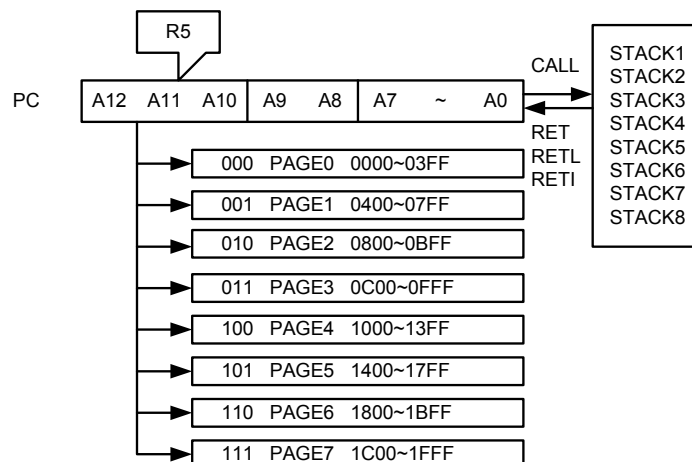 R5
PC A12 A11 A10 A9 A8 A7 ~ A0
CALL
RET
RETL
RETI
STACK1
STACK2
STACK3
STACK4
STACK5
STACK6
STACK7
STACK8
000 PAGE0 0000~03FF
001 PAGE1 0400~07FF
010 PAGE2 0800~0BFF
011 PAGE3 0C00~0FFF
100 PAGE4 1000~13FF
101 PAGE5 1400~17FF
110 PAGE6 1800~1BFF
111 PAGE7 1C00~1FFF